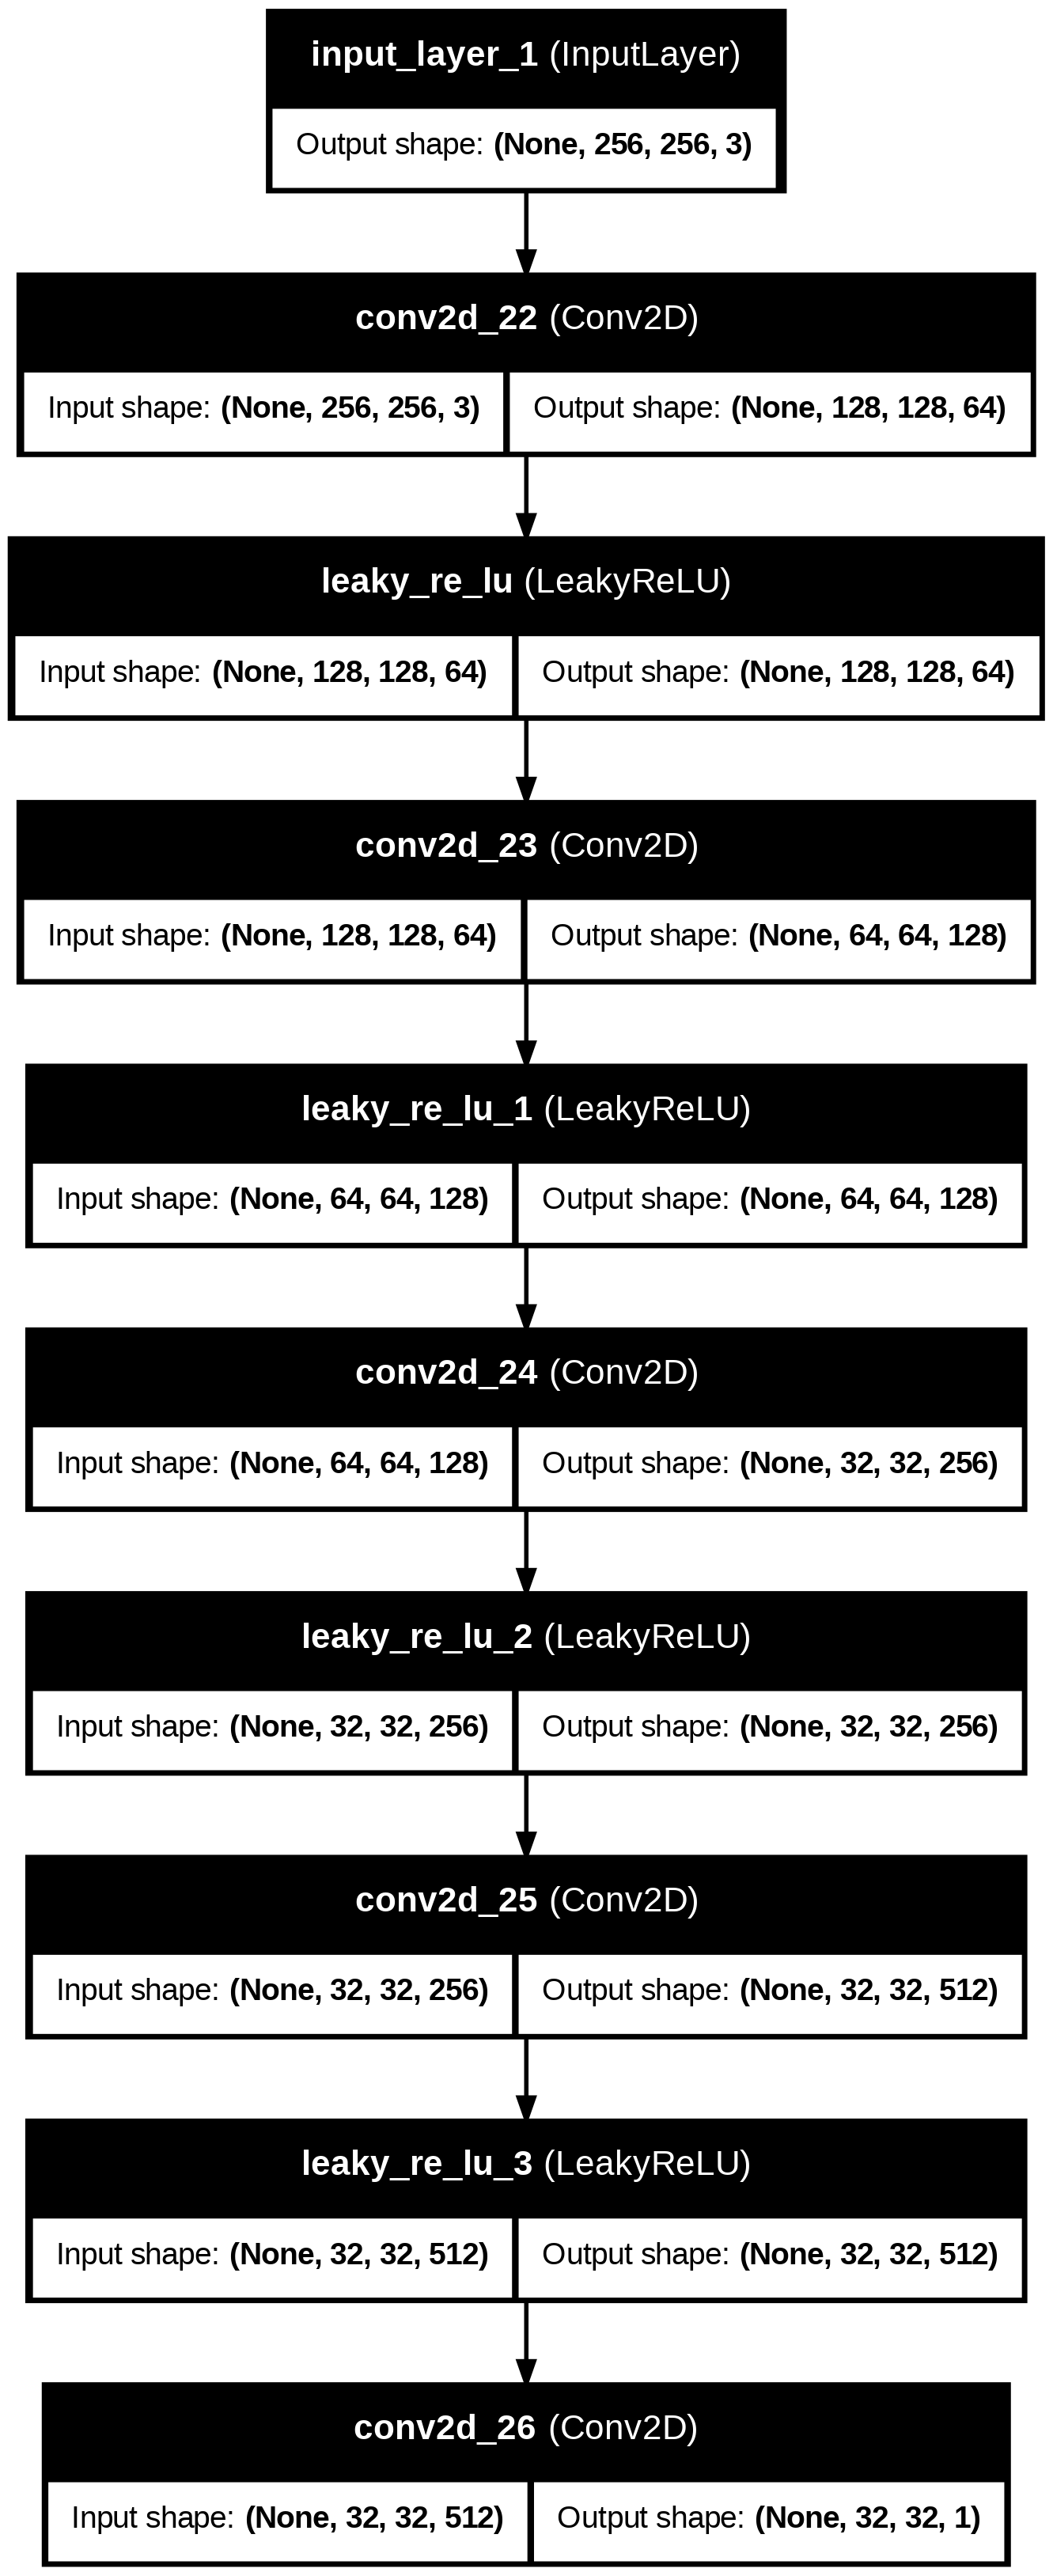 input_layer_1 (InputLayer)
Output shape: (None, 256, 256, 3)
conv2d_22 (Conv2D)
Input shape: (None, 256, 256, 3) Output shape: (None, 128, 128, 64)
leaky_re_lu (LeakyReLU)
Input shape: (None, 128, 128, 64) Output shape: (None, 128, 128, 64)
conv2d_23 (Conv2D)
Input shape: (None, 128, 128, 64) Output shape: (None, 64, 64, 128)
leaky_re_lu_1 (LeakyReLU)
Input shape: (None, 64, 64, 128) Output shape: (None, 64, 64, 128)
conv2d_24 (Conv2D)
Input shape: (None, 64, 64, 128) Output shape: (None, 32, 32, 256)
leaky_re_lu_2 (LeakyReLU)
Input shape: (None, 32, 32, 256) Output shape: (None, 32, 32, 256)
conv2d_25 (Conv2D)
Input shape: (None, 32, 32, 256) Output shape: (None, 32, 32, 512)
leaky_re_lu_3 (LeakyReLU)
Input shape: (None, 32, 32, 512) Output shape: (None, 32, 32, 512)
conv2d_26 (Conv2D)
Input shape: (None, 32, 32, 512) Output shape: (None, 32, 32, 1)